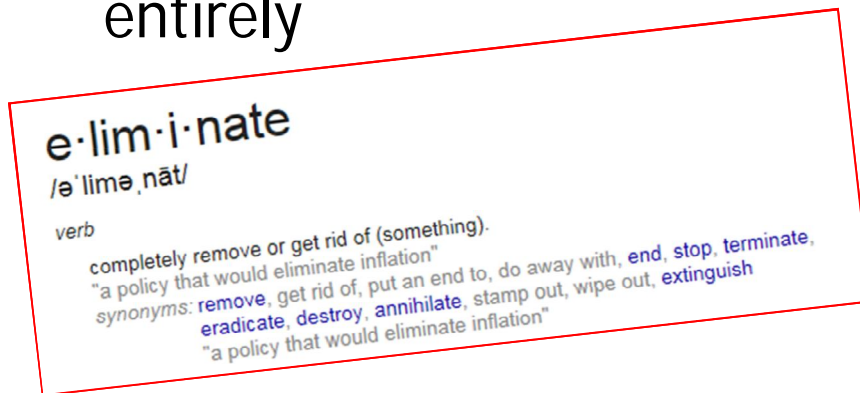 entirely
e·lim·i·nate
/əˈliməˌnāt/
verb
completely remove or get rid of (something).
"a policy that would eliminate inflation"
synonyms: remove, get rid of, put an end to, do away with, end, stop, terminate,
eradicate, destroy, annihilate, stamp out, wipe out, extinguish
"a policy that would eliminate inflation"